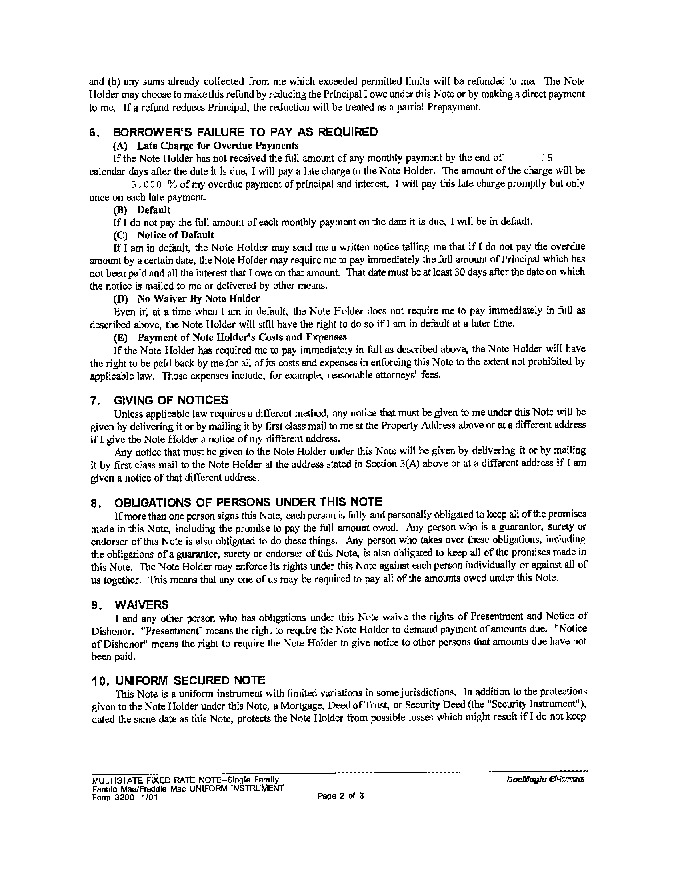 and (b) any sums already collected from me which exceeded permitted limits will be refunded to me. The Note
Holder may choose to make this refund by reducing the Principal I owe under this Note or by making a direct payment
to me. If a refund reduces Principal, the reduction will be treated as a partial Prepayment.
6. BORROWER'S FAILURE TO PAY AS REQUIRED
(A) Late Charge for Overdue Payments
If the Note Holder has not received the full amount of any monthly payment by the end of 15
calendar days after the date it is due, I will pay a late charge to the Note Holder. The amount of the charge will be
5.000 % of my overdue payment of principal and interest. I will pay this late charge promptly but only
once on each late payment.
(B) Default
If I do not pay the full amount of each monthly payment on the date it is due, I will be in default.
(C) Notice of Default
If I am in default, the Note Holder may send me a written notice telling me that if I do not pay the overdue
amount by a certain date, the Note Holder may require me to pay immediately the full amount of Principal which has
not been paid and all the interest that I owe on that amount. That date must be at least 30 days after the date on which
the notice is mailed to me or delivered by other means.
(D) No Waiver By Note Holder
Even if, at a time when I am in default, the Note Holder does not require me to pay immediately in full as
described above, the Note Holder will still have the right to do so if I am in default at a later time.
(E) Payment of Note Holder's Costs and Expenses
If the Note Holder has required me to pay immediately in full as described above, the Note Holder will have
the right to be paid back by me for all of its costs and expenses in enforcing this Note to the extent not prohibited by
applicable law. Those expenses include, for example, reasonable attorneys' fees.
7. GIVING OF NOTICES
Unless applicable law requires a different method, any notice that must be given to me under this Note will be
given by delivering it or by mailing it by first class mail to me at the Property Address above or at a different address
if I give the Note Holder a notice of my different address.
Any notice that must be given to the Note Holder under this Note will be given by delivering it or by mailing
it by first class mail to the Note Holder at the address stated in Section 3(A) above or at a different address if I am
given a notice of that different address.
8. OBLIGATIONS OF PERSONS UNDER THIS NOTE
If more than one person signs this Note, each person is fully and personally obligated to keep all of the promises
made in this Note, including the promise to pay the full amount owed. Any person who is a guarantor, surety or
endorser of this Note is also obligated to do these things. Any person who takes over these obligations, including
the obligations of a guarantor, surety or endorser of this Note, is also obligated to keep all of the promises made in
this Note. The Note Holder may enforce its rights under this Note against each person individually or against all of
us together. This means that any one of us may be required to pay all of the amounts owed under this Note.
9. WAIVERS
I and any other person who has obligations under this Note waive the rights of Presentment and Notice of
Dishonor. "Presentment" means the right to require the Note Holder to demand payment of amounts due. "Notice
of Dishonor" means the right to require the Note Holder to give notice to other persons that amounts due have not
been paid.
10. UNIFORM SECURED NOTE
This Note is a uniform instrument with limited variations in some jurisdictions. In addition to the protections
given to the Note Holder under this Note, a Mortgage, Deed of Trust, or Security Deed (the "Security Instrument"),
dated the same date as this Note, protects the Note Holder from possible losses which might result if I do not keep
MULTISTATE FIXED RATE NOTE--Single Family
Fannie Mae/Freddie Mac UNIFORM INSTRUMENT
Form 3200 1/01
Page 2 of 3
DocMagic